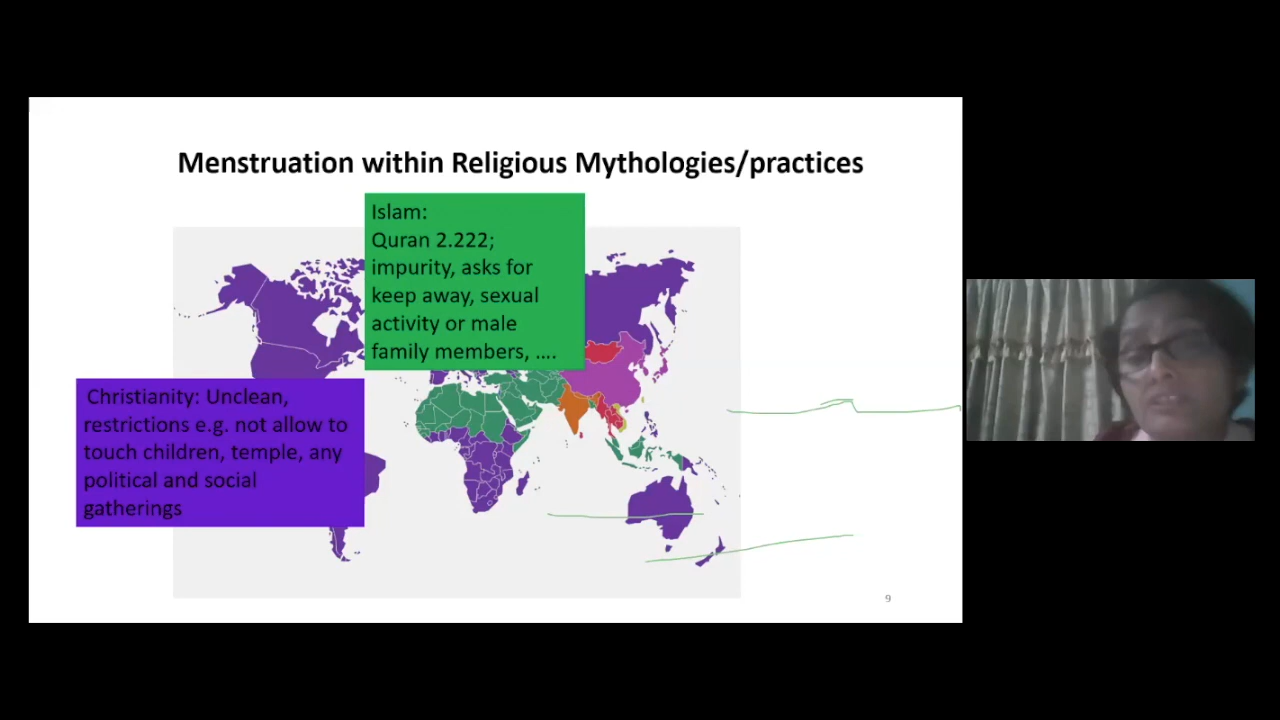 Menstruation within Religious Mythologies/practices
Islam:
Quran 2.222;
impurity, asks for
keep away, sexual
activity or male
family members, ....
Christianity: Unclean,
restrictions e.g. not allow to
touch children, temple, any
political and social
gatherings
9